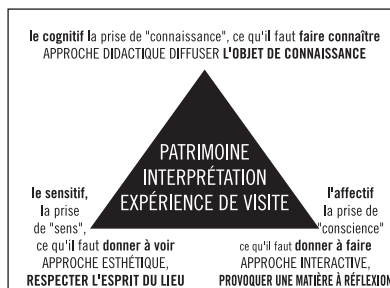 le cognitif la prise de "connaissance", ce qu'il faut faire connaître
APPROCHE DIDACTIQUE DIFFUSER L'OBJET DE CONNAISSANCE
PATRIMOINE
INTERPRÉTATION
EXPÉRIENCE DE VISITE
le sensitif,
la prise
de "sens",
ce qu'il faut donner à voir
APPROCHE ESTHÉTIQUE,
RESPECTER L'ESPRIT DU LIEU
l'affectif
la prise de
"conscience"
ce qu'il faut donner à faire
APPROCHE INTERACTIVE,
PROVOQUER UNE MATIÈRE À RÉFLEXION